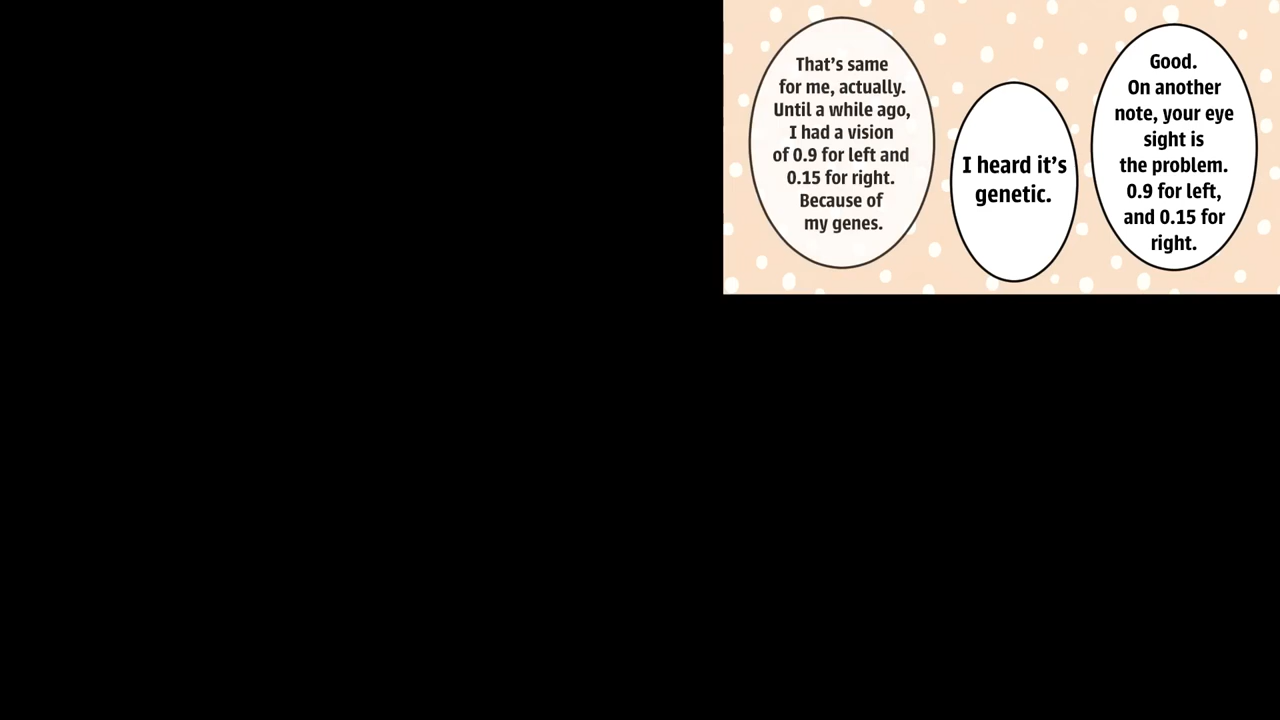 Good.
On another
note, your eye
sight is
the problem.
0.9 for left,
and 0.15 for
right.
I heard it's
genetic.
That's same
for me, actually.
Until a while ago,
I had a vision
of 0.9 for left and
0.15 for right.
Because of
my genes.